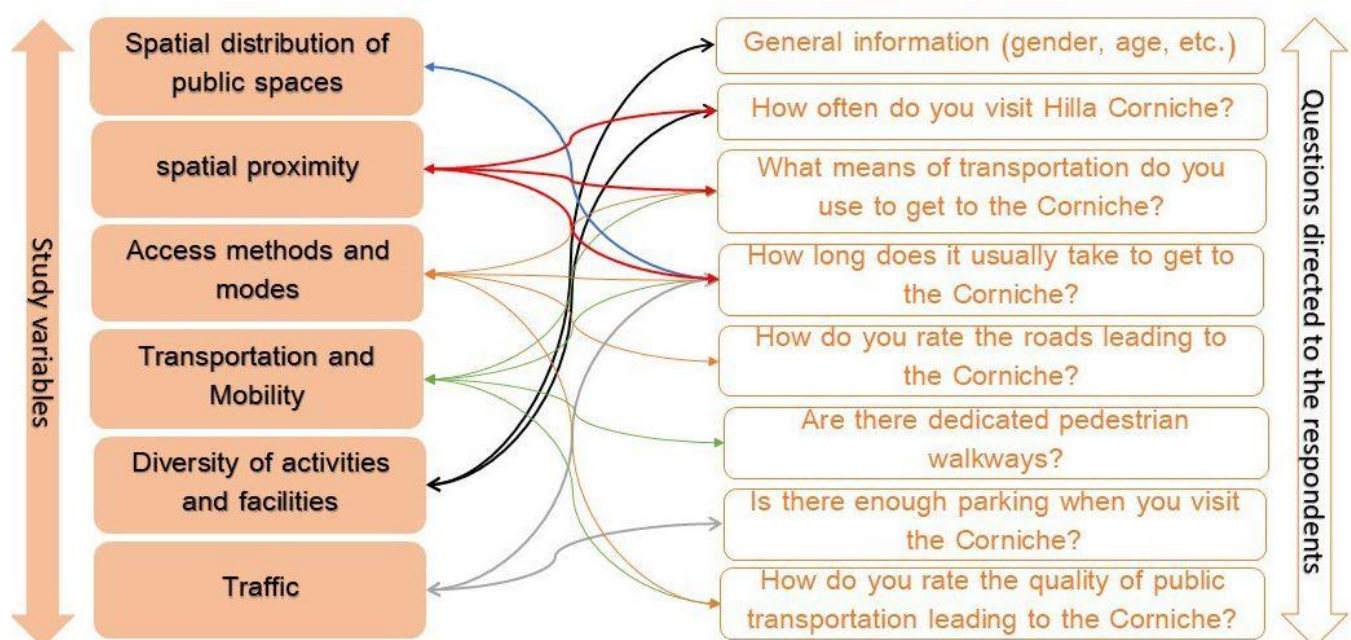 Study variables
Spatial distribution of
public spaces
spatial proximity
Access methods and
modes
Transportation and
Mobility
Diversity of activities
and facilities
Traffic
General information (gender, age, etc.)
How often do you visit Hilla Corniche?
What means of transportation do you
use to get to the Corniche?
How long does it usually take to get to
the Corniche?
How do you rate the roads leading to
the Corniche?
Are there dedicated pedestrian
walkways?
Is there enough parking when you visit
the Corniche?
How do you rate the quality of public
transportation leading to the Corniche?
Questions directed to the respondents